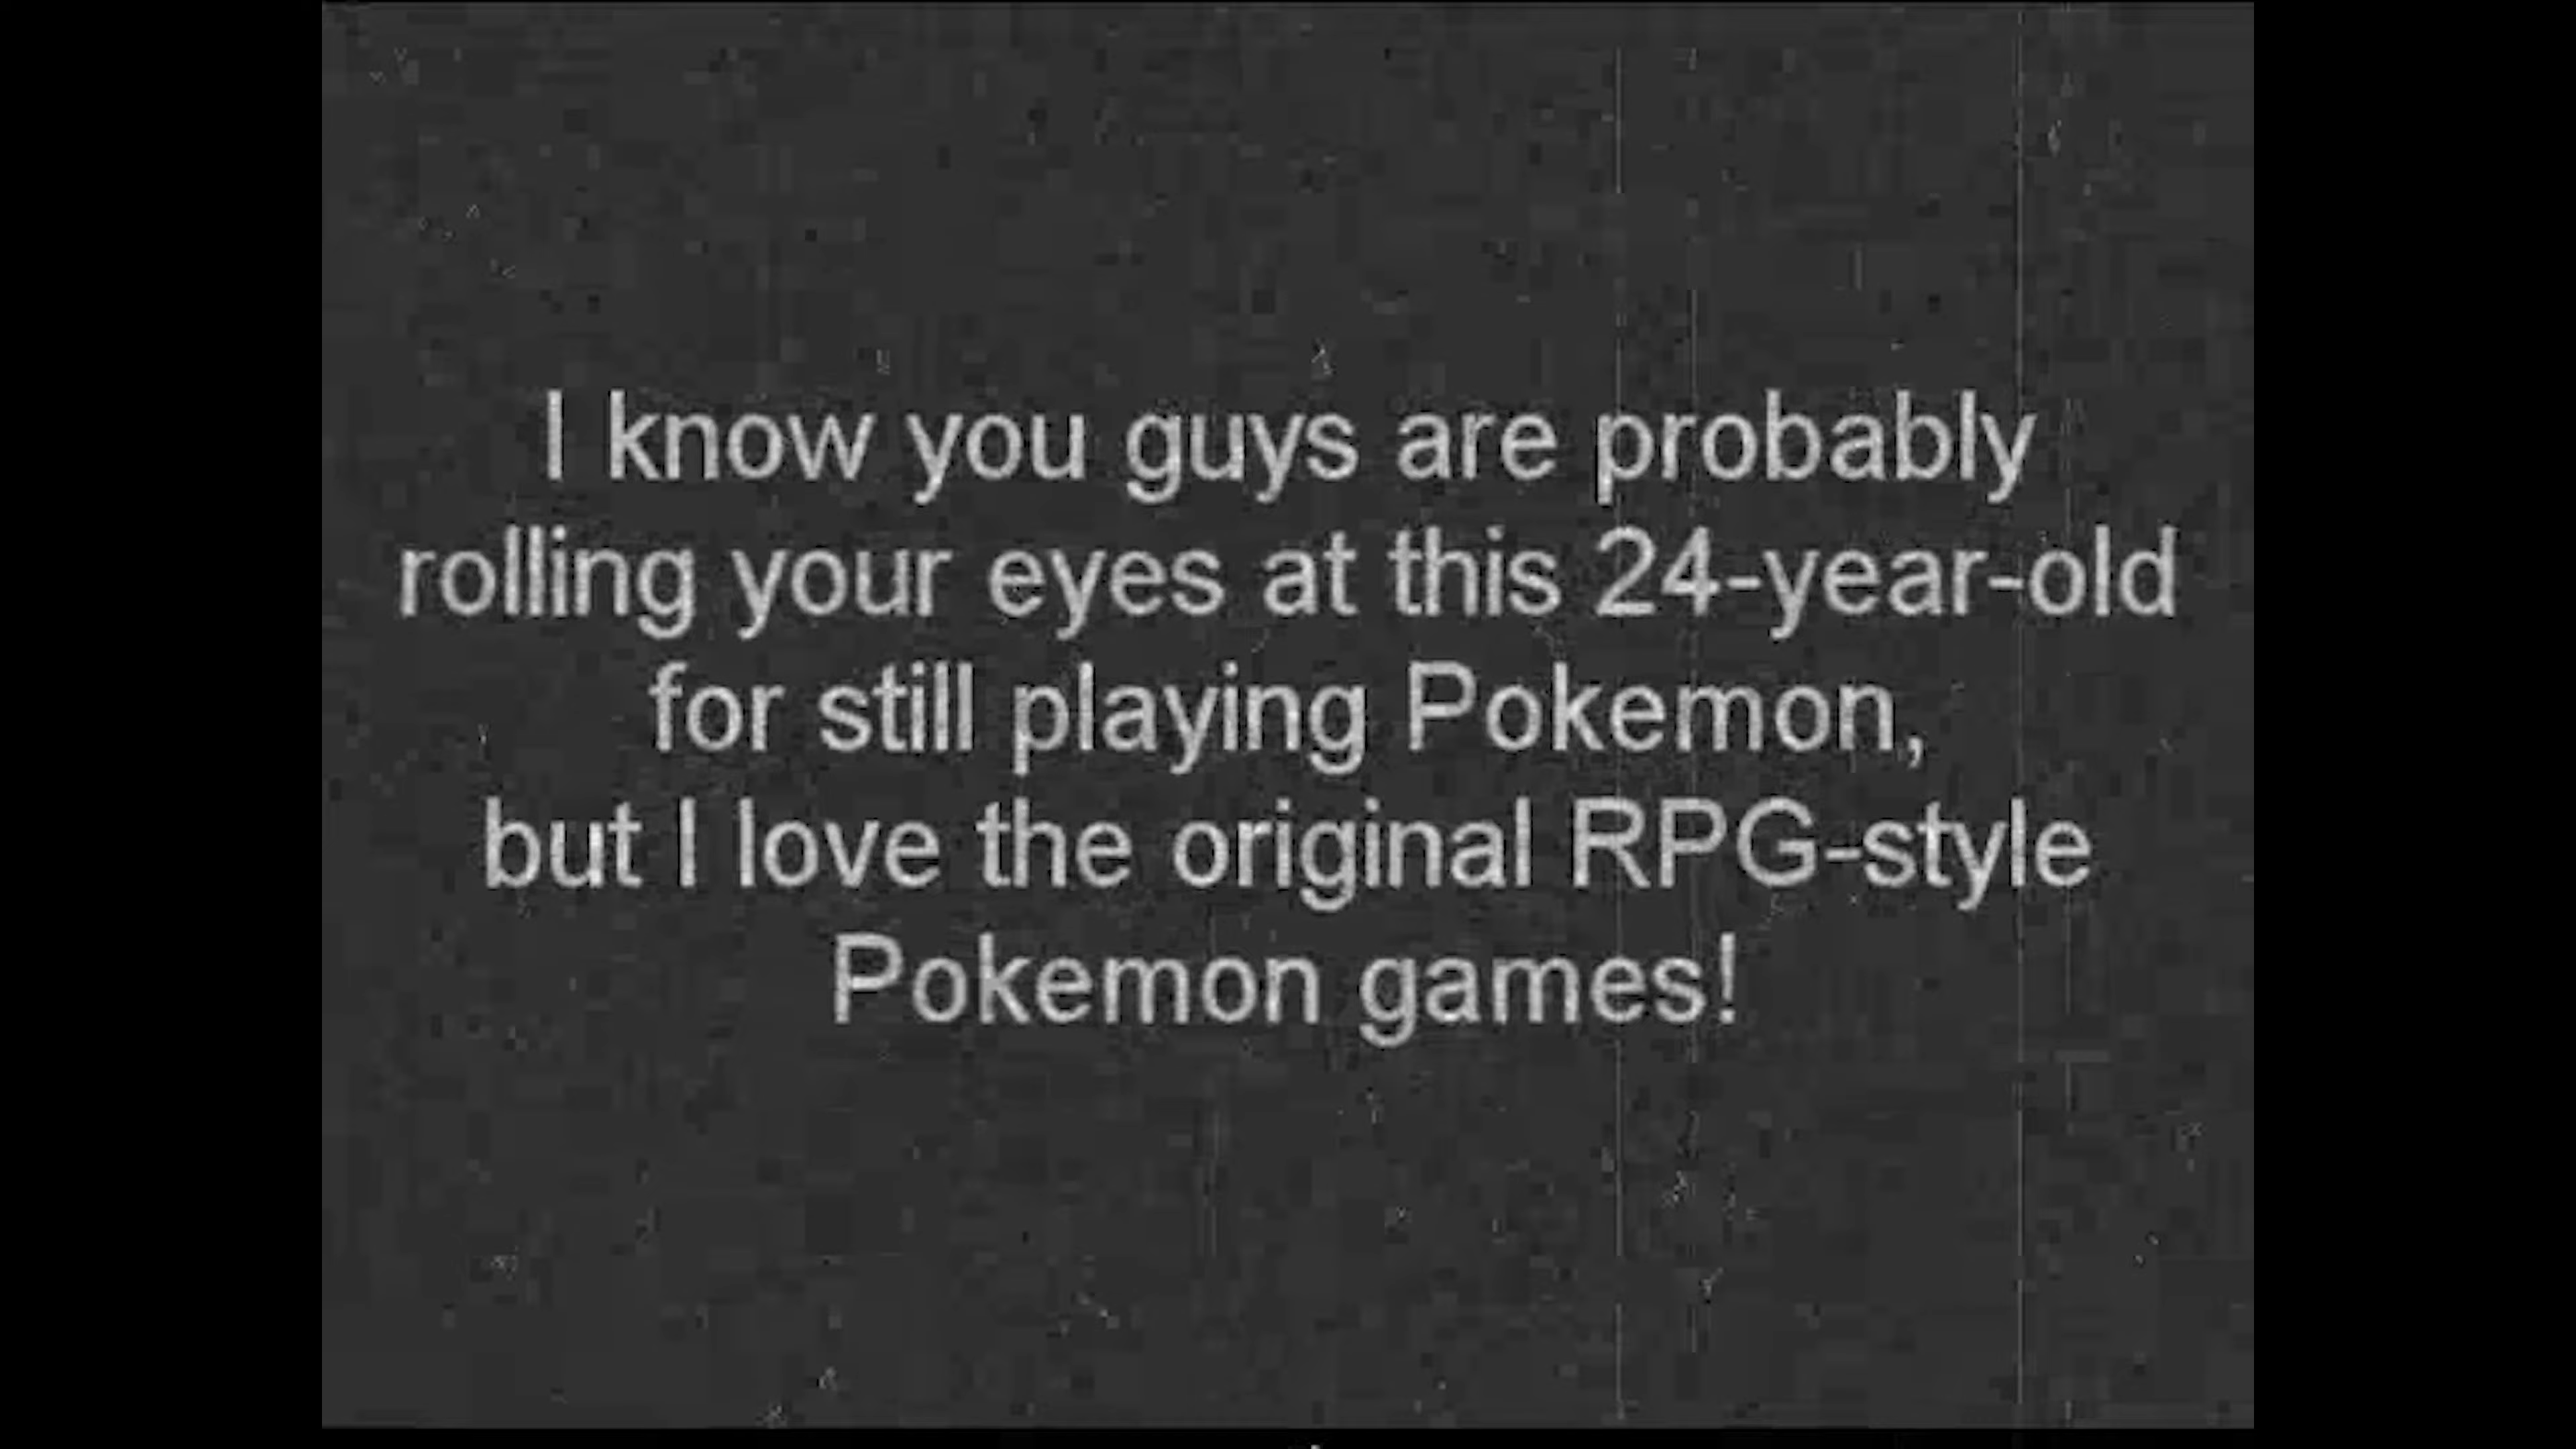 I know you guys are probably
rolling your eyes at this 24-year-old
for still playing Pokemon,
but I love the original RPG-style
Pokemon games!